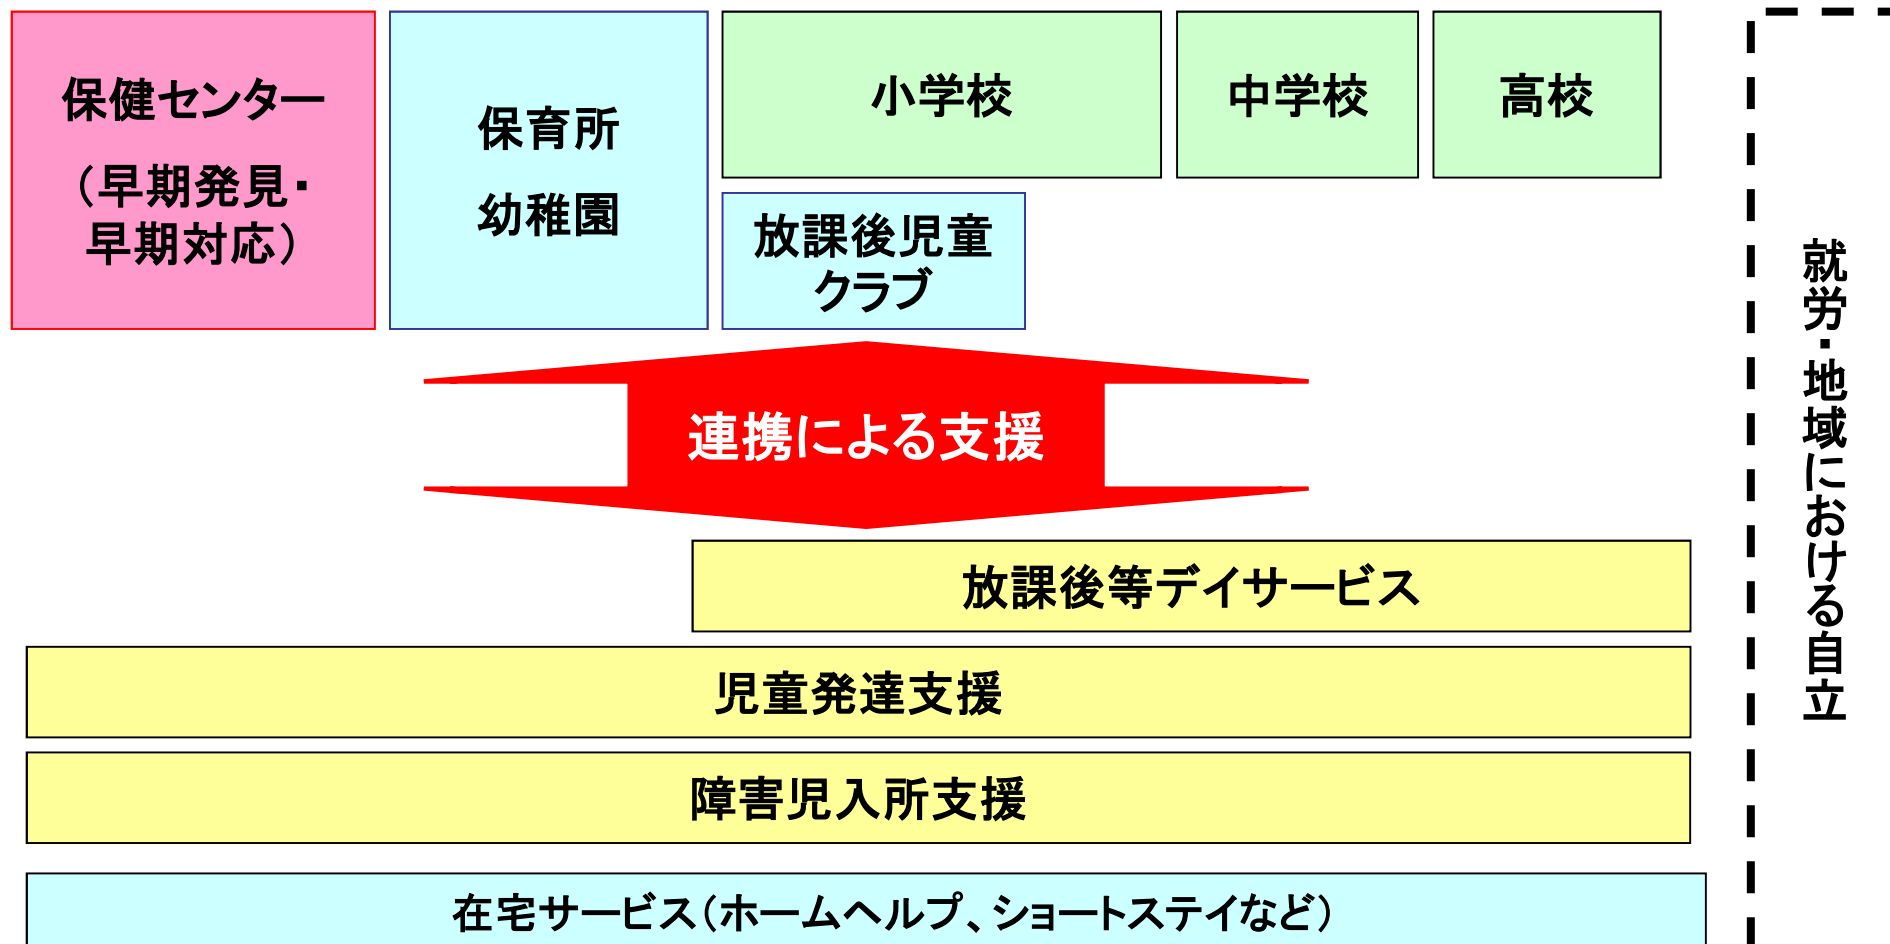 保健センター
（早期発見・
早期対応）
保育所
幼稚園
小学校
中学校
高校
放課後児童
クラブ
連携による支援
放課後等デイサービス
児童発達支援
障害児入所支援
在宅サービス（ホームヘルプ、ショートステイなど）
就労・地域における自立